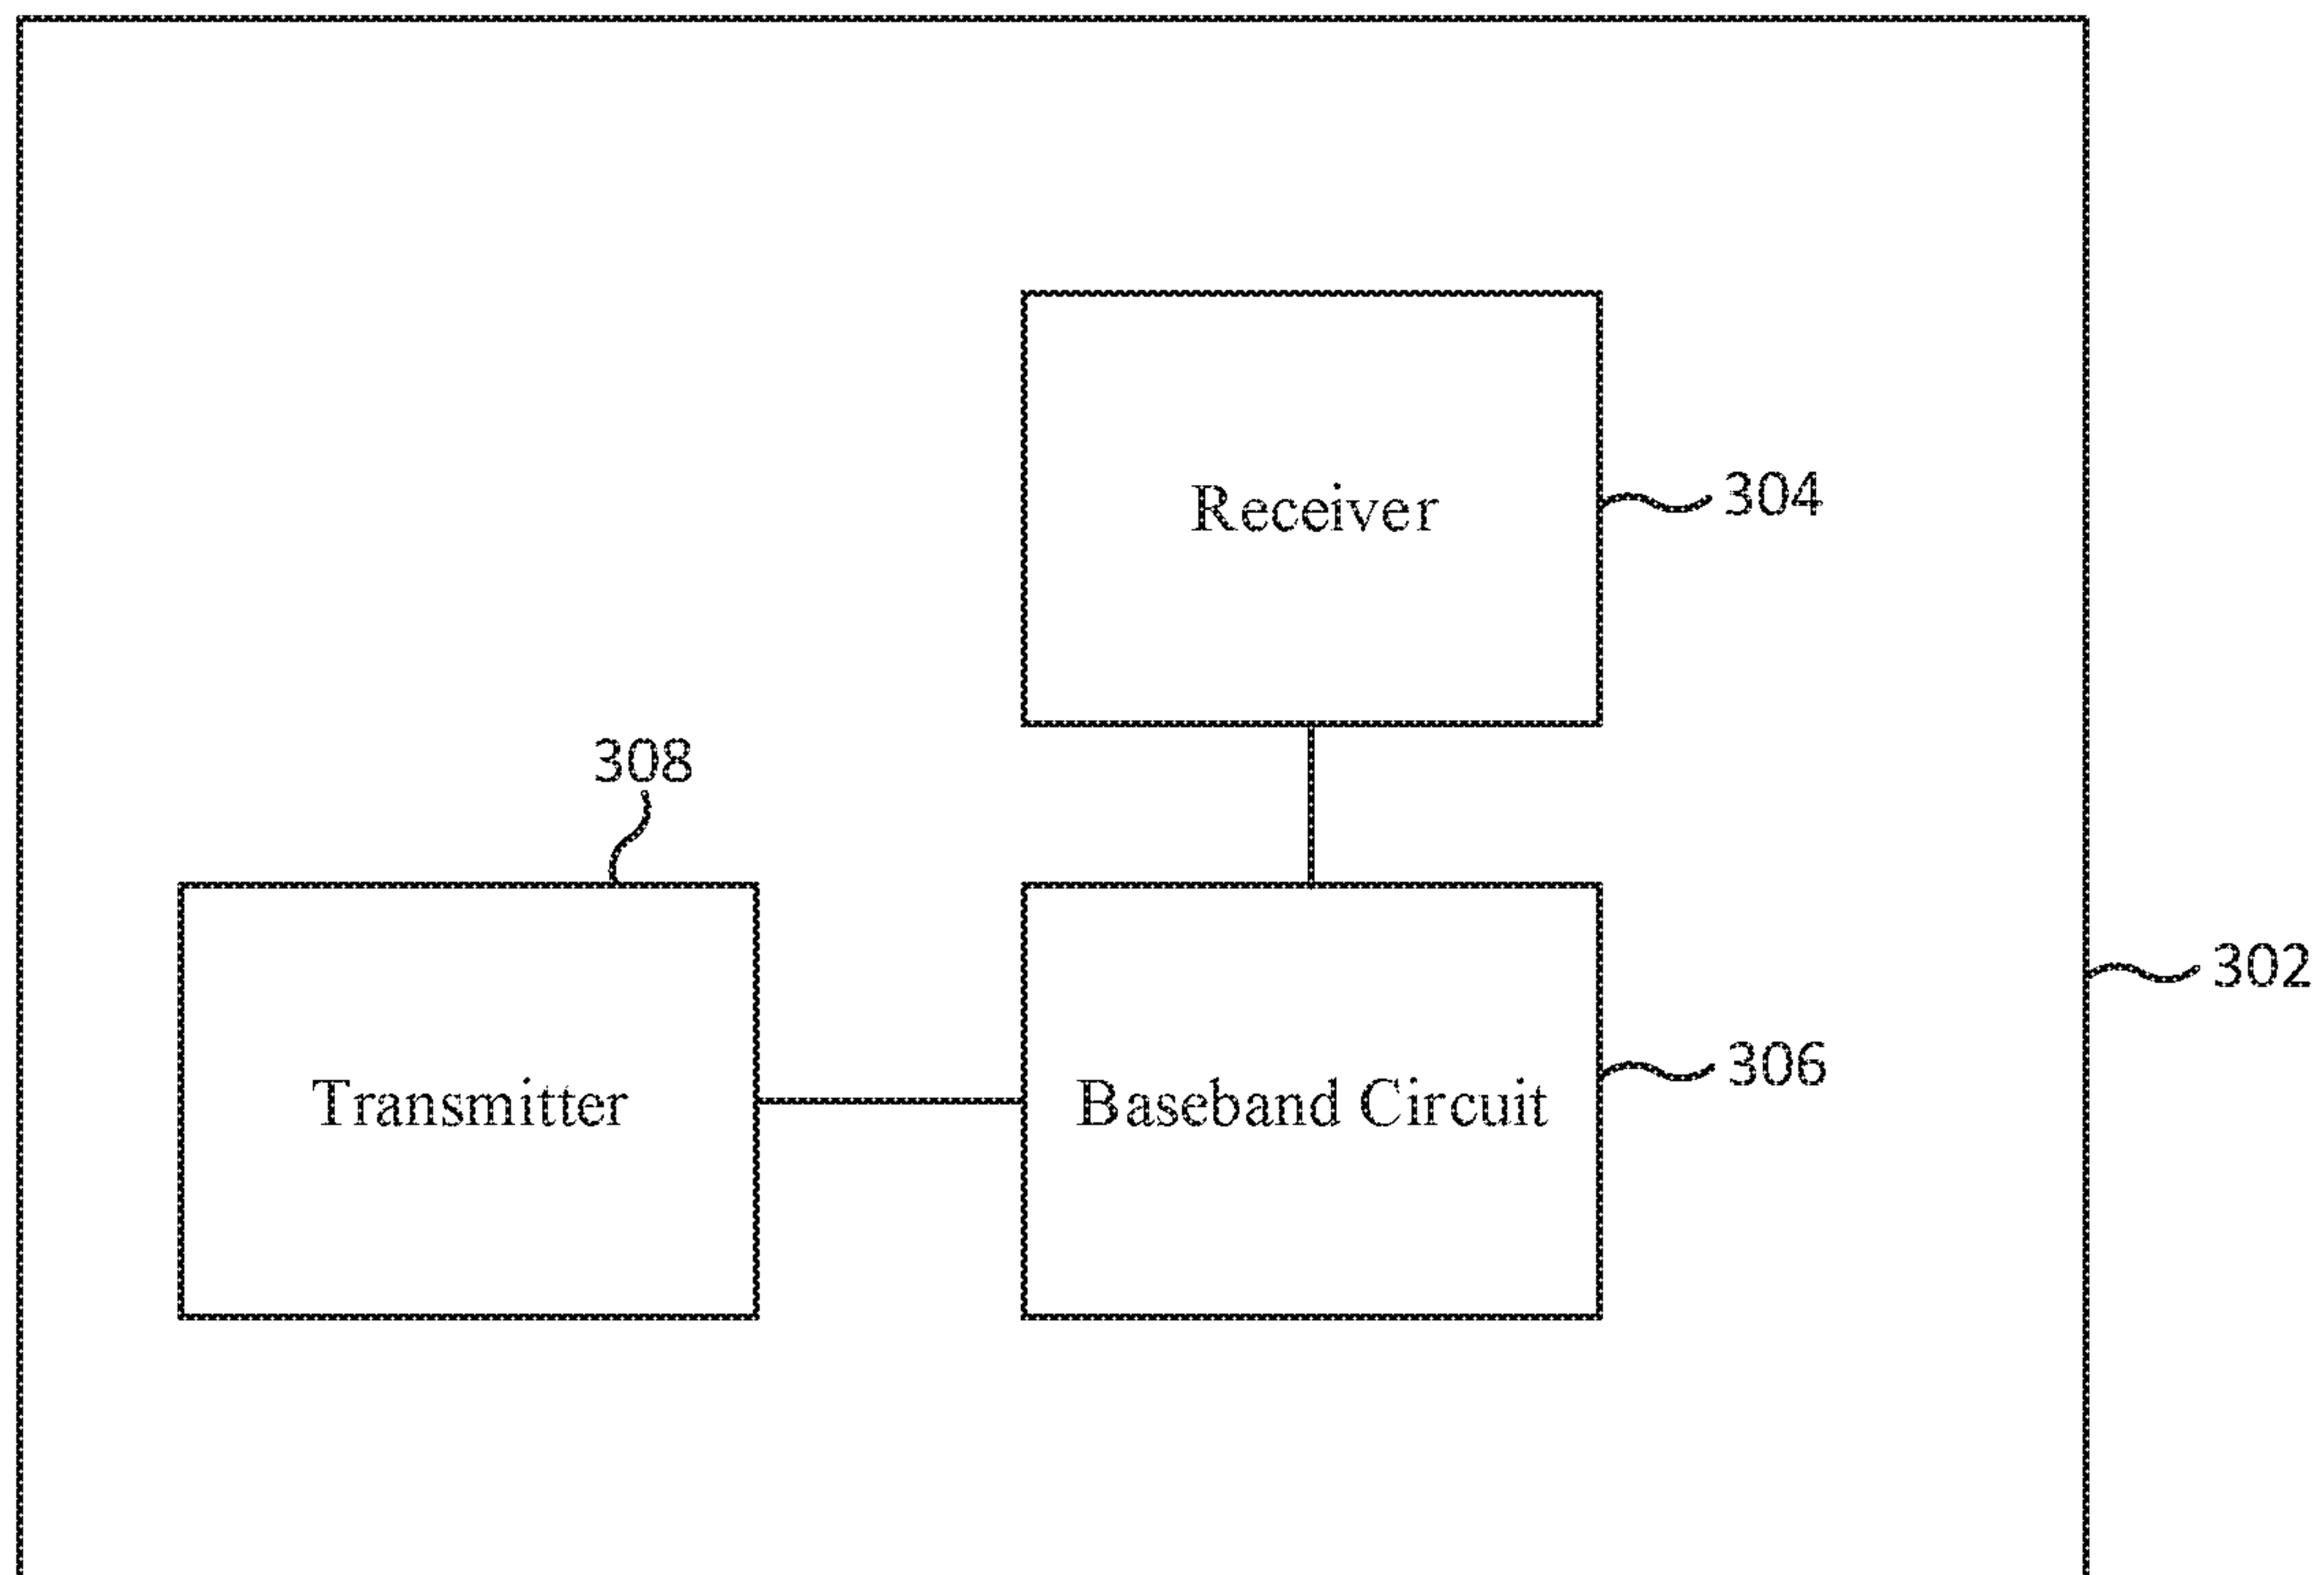 Receiver
304
308
302
Transmitter
Baseband Circuit
306